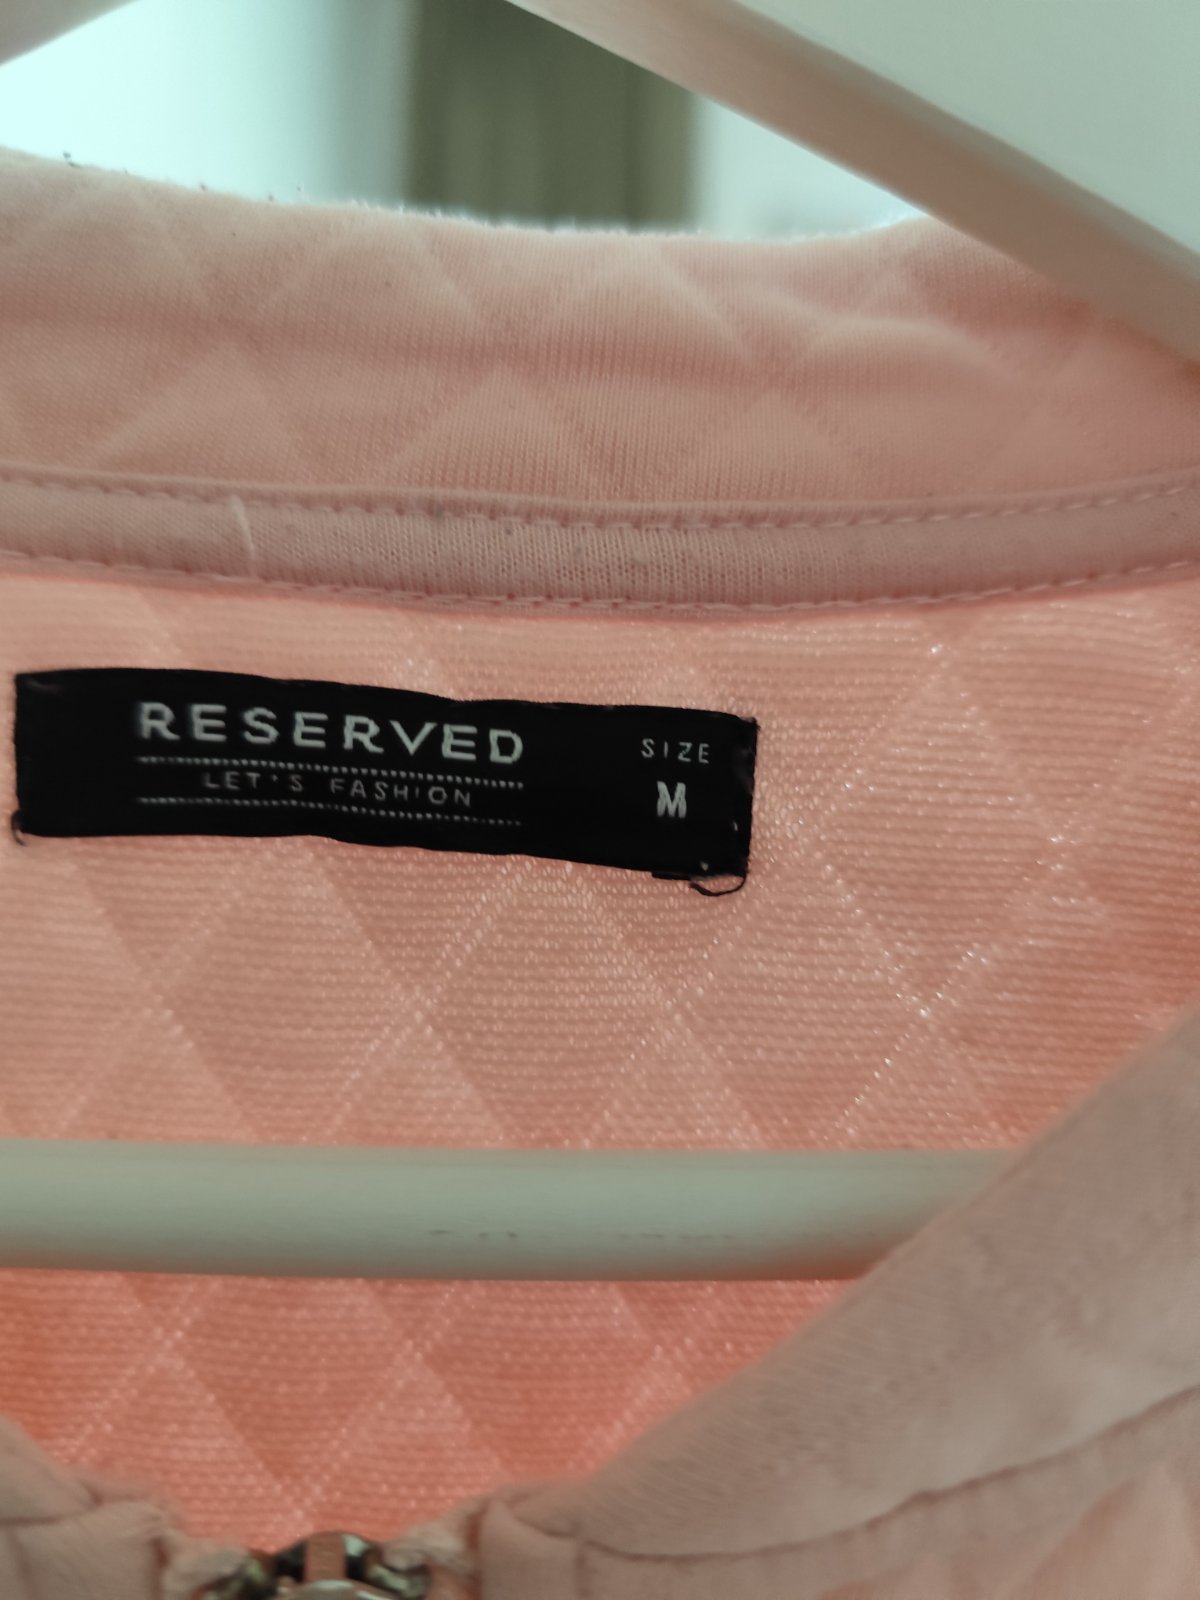 RESERVED
LET'S FASHION
SIZE
M